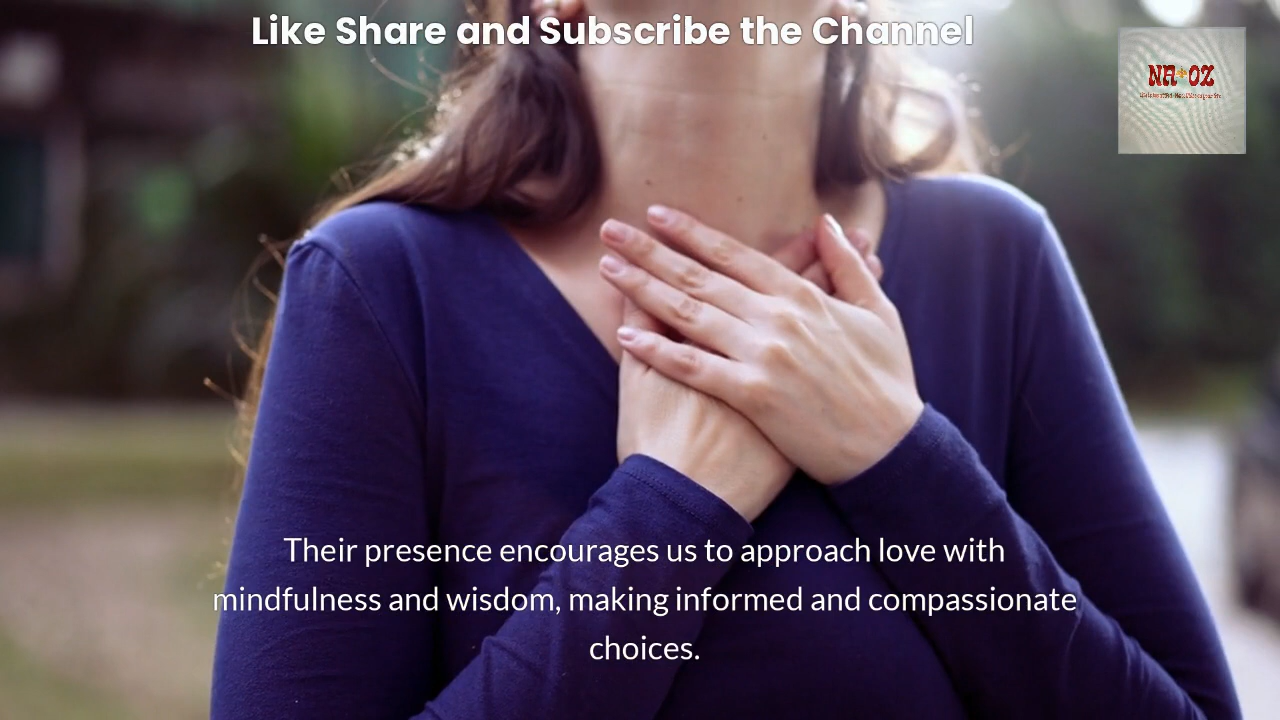 Like Share and Subscribe the Channel
NA OZ
Their presence encourages us to approach love with
mindfulness and wisdom, making informed and compassionate
choices.